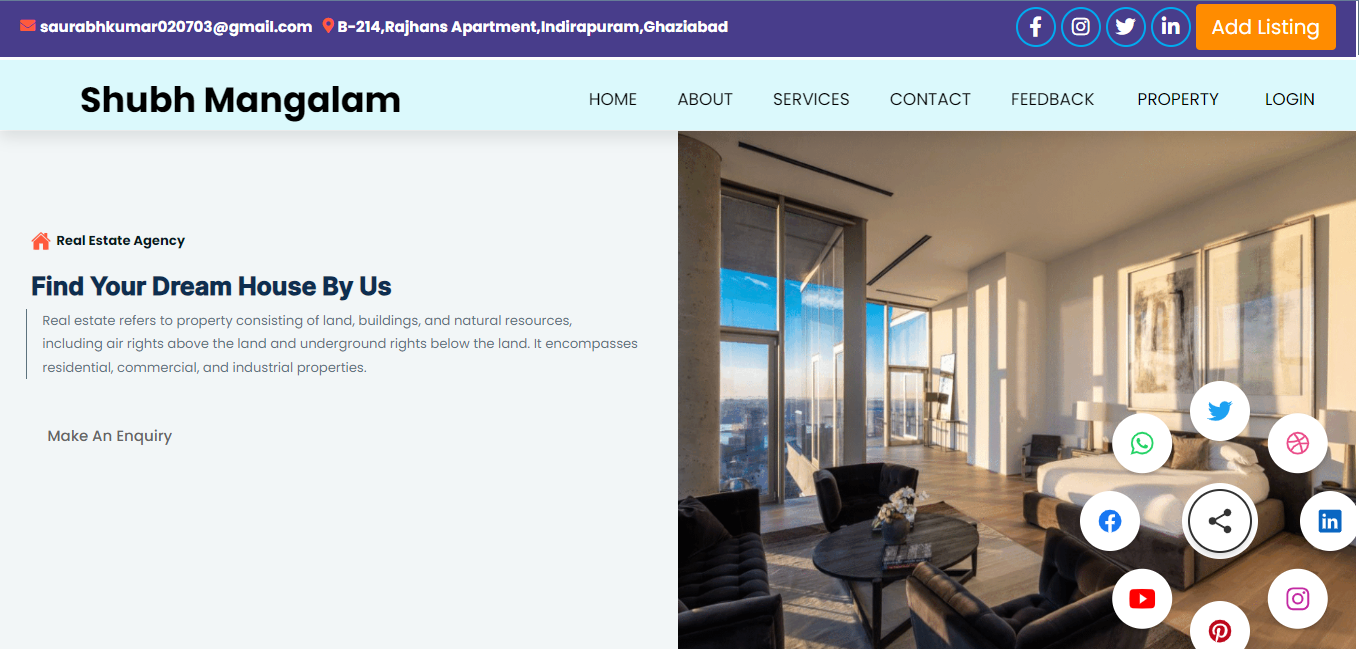 saurabhkumar020703@gmail.com B-214,Rajhans Apartment,Indirapuram,Ghaziabad Add Listing
Shubh Mangalam HOME ABOUT SERVICES CONTACT FEEDBACK PROPERTY LOGIN
Real Estate Agency
Find Your Dream House By Us
Real estate refers to property consisting of land, buildings, and natural resources,
including air rights above the land and underground rights below the land. It encompasses
residential, commercial, and industrial properties.
Make An Enquiry